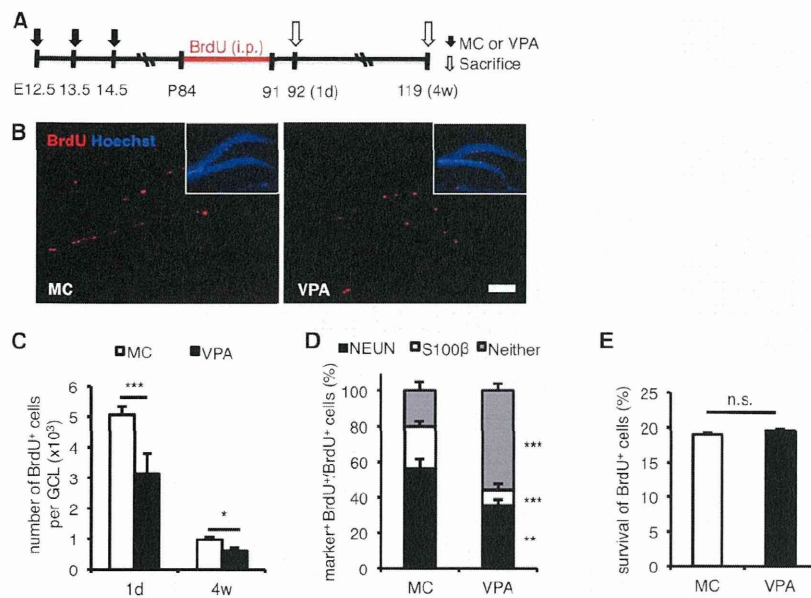 A
BrdU (i.p.)
MC or VPA
Sacrifice
E12.5 13.5 14.5 P84 91 92 (1d) 119 (4w)
B
BrdU Hoechst
MC
VPA
C
MC VPA
number of BrdU⁺ cells
per GCL (x10³)
6
5
4
3
2
1
0
***
*
1d 4w
D
NEUN S100β Neither
marker⁺ BrdU⁺/BrdU⁺ cells (%)
100
80
60
40
20
0
***
***
**
MC VPA
E
survival of BrdU⁺ cells (%)
25
20
15
10
5
0
n.s.
MC VPA